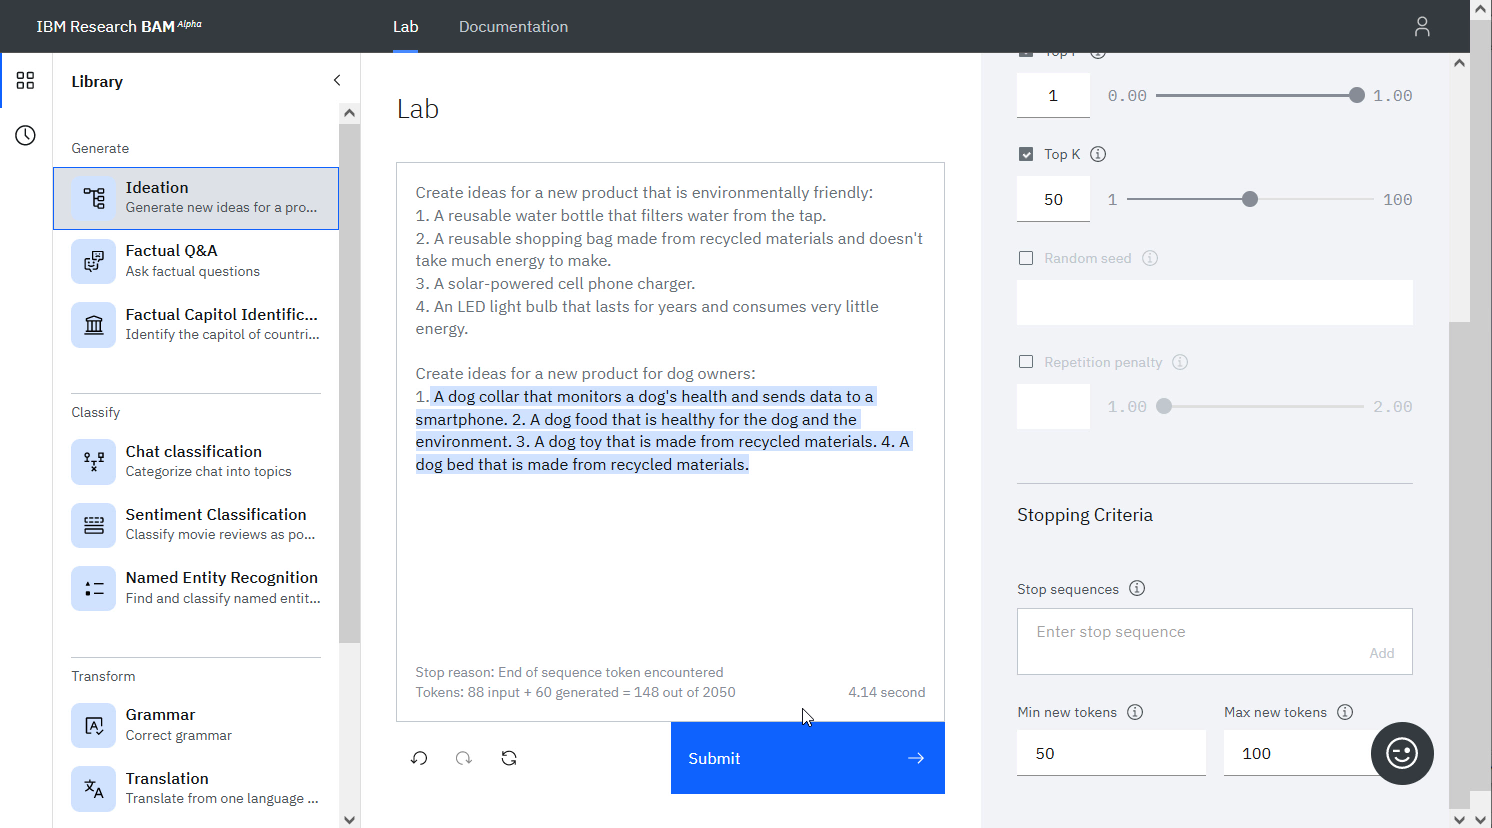 IBM Research BAM Alpha
Lab
Documentation
Library
Generate
Ideation
Generate new ideas for a pro...
Factual Q&A
Ask factual questions
Factual Capitol Identific...
Identify the capitol of countri...
Classify
Chat classification
Categorize chat into topics
Sentiment Classification
Classify movie reviews as po...
Named Entity Recognition
Find and classify named entit...
Transform
Grammar
Correct grammar
Translation
Translate from one language ...
Lab
Create ideas for a new product that is environmentally friendly:
1. A reusable water bottle that filters water from the tap.
2. A reusable shopping bag made from recycled materials and doesn't
take much energy to make.
3. A solar-powered cell phone charger.
4. An LED light bulb that lasts for years and consumes very little
energy.
Create ideas for a new product for dog owners:
1. A dog collar that monitors a dog's health and sends data to a
smartphone. 2. A dog food that is healthy for the dog and the
environment. 3. A dog toy that is made from recycled materials. 4. A
dog bed that is made from recycled materials.
Stop reason: End of sequence token encountered
Tokens: 88 input + 60 generated = 148 out of 2050
4.14 second
Submit
1
0.00
1.00
Top K
50
1
100
Random seed
Repetition penalty
1.00
2.00
Stopping Criteria
Stop sequences
Enter stop sequence
Add
Min new tokens
Max new tokens
50
100